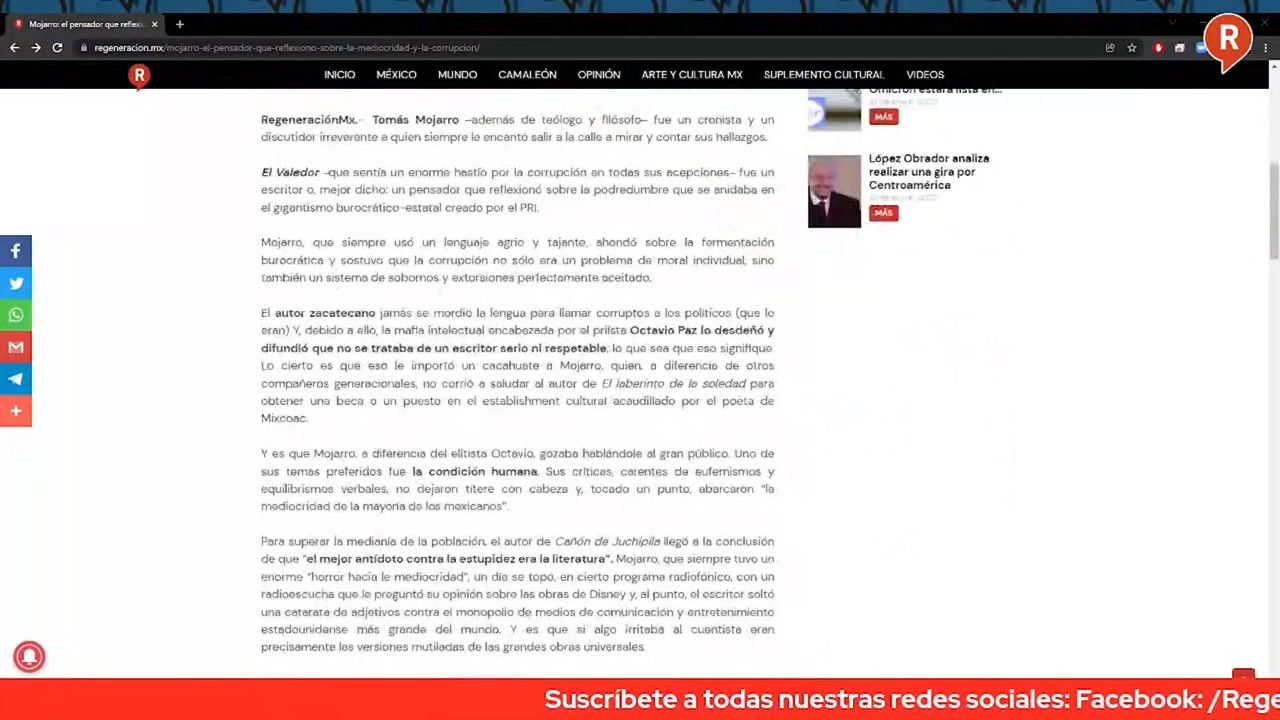 Mojarro: el pensador que reflex
regeneracion.mx/mojarro-el-pensador-que-reflexiono-sobre-la-mediocridad-y-la-corrupcion/
R
R
INICIO MÉXICO MUNDO CAMALEÓN OPINIÓN ARTE Y CULTURA MX SUPLEMENTO CULTURAL VIDEOS
RegeneraciónMx.- Tomás Mojarro –además de teólogo y filósofo– fue un cronista y un
discutidor irreverente a quien siempre le encantó salir a la calle a mirar y contar sus hallazgos.
El Valedor –que sentía un enorme hastío por la corrupción en todas sus acepciones– fue un
escritor o, mejor dicho: un pensador que reflexionó sobre la podredumbre que se anidaba en
el gigantismo burocrático-estatal creado por el PRI.
Mojarro, que siempre usó un lenguaje agrio y tajante, ahondó sobre la fermentación
burocrática y sostuvo que la corrupción no sólo era un problema de moral individual, sino
también un sistema de sobornos y extorsiones perfectamente aceitado.
El autor zacatecano jamás se mordió la lengua para llamar corruptos a los políticos (que lo
eran) Y, debido a ello, la mafia intelectual encabezada por el priísta Octavio Paz lo desdeñó y
difundió que no se trataba de un escritor serio ni respetable, lo que sea que eso signifique.
Lo cierto es que eso le importó un cacahuate a Mojarro, quien, a diferencia de otros
compañeros generacionales, no corrió a saludar al autor de El laberinto de la soledad para
obtener una beca o un puesto en el establishment cultural acaudillado por el poeta de
Mixcoac.
Y es que Mojarro, a diferencia del elitista Octavio, gozaba hablándole al gran público. Uno de
sus temas preferidos fue la condición humana. Sus críticas, carentes de eufemismos y
equilibrismos verbales, no dejaron títere con cabeza y, tocado un punto, abarcaron “la
mediocridad de la mayoría de los mexicanos”.
Para superar la medianía de la población, el autor de Cañón de Juchipila llegó a la conclusión
de que “el mejor antídoto contra la estupidez era la literatura”. Mojarro, que siempre tuvo un
enorme “horror hacia le mediocridad”, un día se topó, en cierto programa radiofónico, con un
radioescucha que le preguntó su opinión sobre las obras de Disney y, al punto, el escritor soltó
una catarata de adjetivos contra el monopolio de medios de comunicación y entretenimiento
estadounidense más grande del mundo. Y es que si algo irritaba al cuentista eran
precisamente las versiones mutiladas de las grandes obras universales.
Ómicron estará lista en...
MÁS
López Obrador analiza
realizar una gira por
Centroamérica
MÁS
Suscríbete a todas nuestras redes sociales: Facebook: /Rege